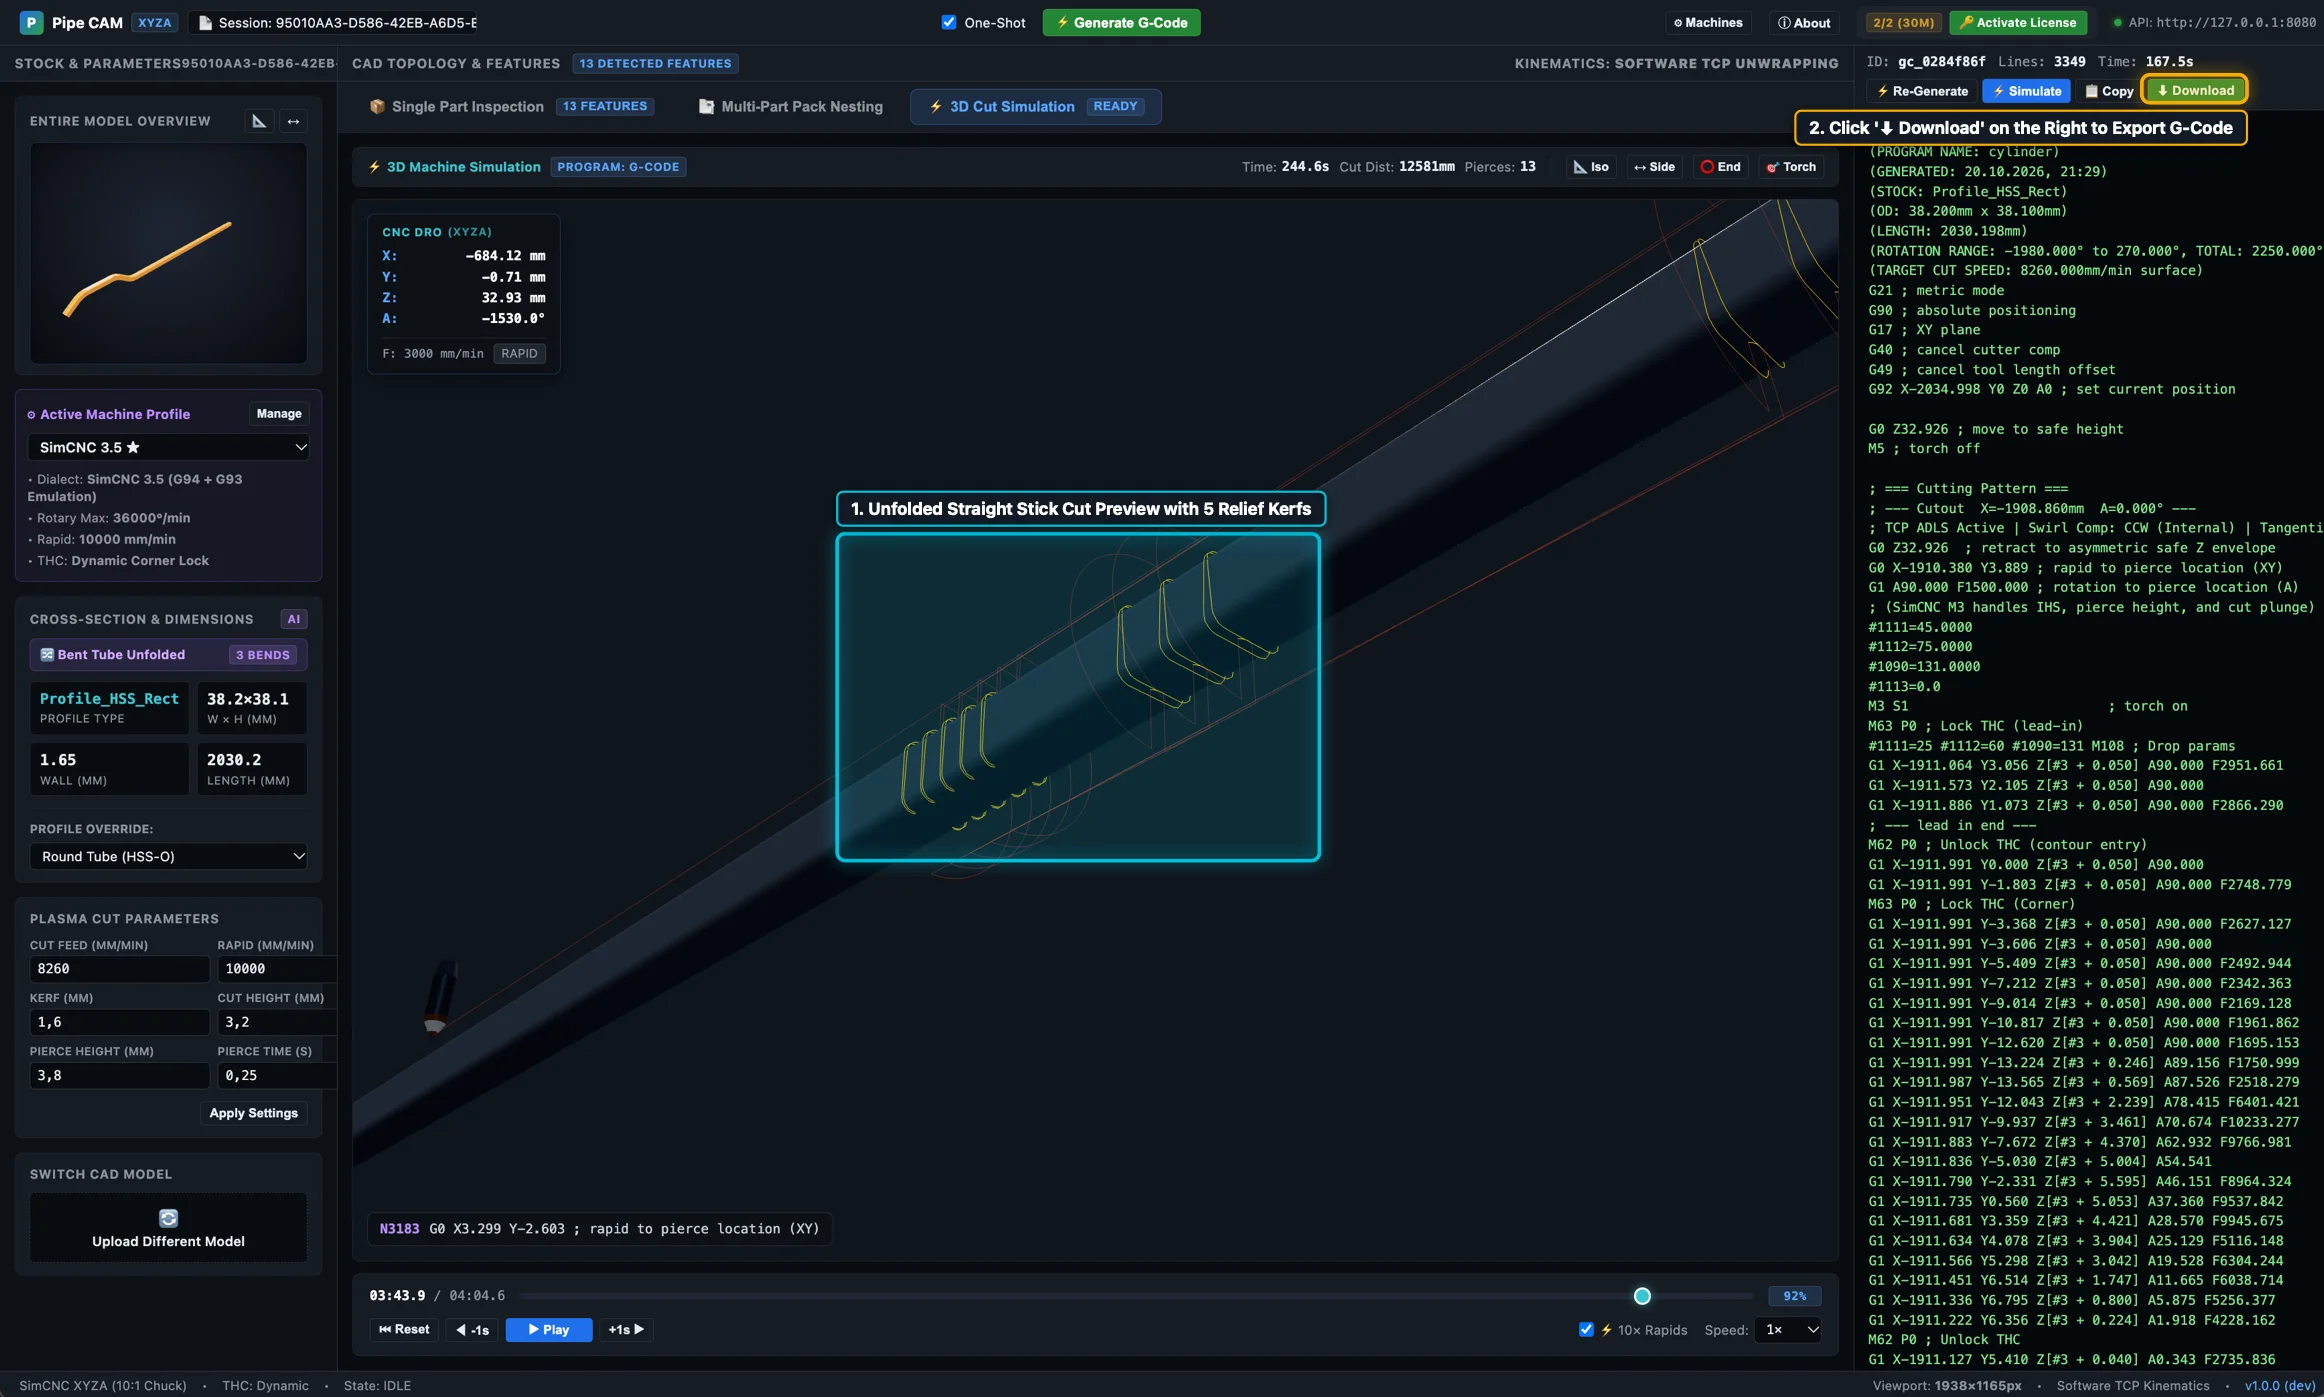 P Pipe CAM XYZA Session: 95010AA3-D586-42EB-A6D5-E
One-Shot ⚡ Generate G-Code
Machines ⓘ About 2/2 (30M) Activate License API: http://127.0.0.1:8080
STOCK & PARAMETERS95010AA3-D586-42EB-
CAD TOPOLOGY & FEATURES 13 DETECTED FEATURES
KINEMATICS: SOFTWARE TCP UNWRAPPING
ENTIRE MODEL OVERVIEW
Active Machine Profile Manage
SimCNC 3.5 ★
• Dialect: SimCNC 3.5 (G94 + G93
Emulation)
• Rotary Max: 36000°/min
• Rapid: 10000 mm/min
• THC: Dynamic Corner Lock
CROSS-SECTION & DIMENSIONS AI
Bent Tube Unfolded 3 BENDS
Profile_HSS_Rect
PROFILE TYPE
38.2×38.1
W × H (MM)
1.65
WALL (MM)
2030.2
LENGTH (MM)
PROFILE OVERRIDE:
Round Tube (HSS-O)
PLASMA CUT PARAMETERS
CUT FEED (MM/MIN) RAPID (MM/MIN)
8260 10000
KERF (MM) CUT HEIGHT (MM)
1,6 3,2
PIERCE HEIGHT (MM) PIERCE TIME (S)
3,8 0,25
Apply Settings
SWITCH CAD MODEL
Upload Different Model
Single Part Inspection 13 FEATURES Multi-Part Pack Nesting ⚡ 3D Cut Simulation READY
⚡ 3D Machine Simulation PROGRAM: G-CODE
Time: 244.6s Cut Dist: 12581mm Pierces: 13 Iso ↔ Side End Torch
CNC DRO (XYZA)
X: −684.12 mm
Y: −0.71 mm
Z: 32.93 mm
A: −1530.0°
F: 3000 mm/min RAPID
1. Unfolded Straight Stick Cut Preview with 5 Relief Kerfs
N3183 G0 X3.299 Y−2.603 ; rapid to pierce location (XY)
03:43.9 / 04:04.6 92%
⏮ Reset ◀ -1s ▶ Play +1s ▶
⚡ 10× Rapids Speed: 1×
ID: gc_0284f86f Lines: 3349 Time: 167.5s
⚡ Re-Generate ⚡ Simulate Copy ⬇ Download
2. Click '⬇ Download' on the Right to Export G-Code
(PROGRAM NAME: cylinder)
(GENERATED: 20.10.2026, 21:29)
(STOCK: Profile_HSS_Rect)
(OD: 38.200mm x 38.100mm)
(LENGTH: 2030.198mm)
(ROTATION RANGE: −1980.000° to 270.000°, TOTAL: 2250.000°
(TARGET CUT SPEED: 8260.000mm/min surface)
G21 ; metric mode
G90 ; absolute positioning
G17 ; XY plane
G40 ; cancel cutter comp
G49 ; cancel tool length offset
G92 X−2034.998 Y0 Z0 A0 ; set current position
G0 Z32.926 ; move to safe height
M5 ; torch off
; === Cutting Pattern ===
; −−− Cutout X=−1908.860mm A=0.000° −−−
; TCP ADLS Active | Swirl Comp: CCW (Internal) | Tangenti
G0 Z32.926 ; retract to asymmetric safe Z envelope
G0 X−1910.380 Y3.889 ; rapid to pierce location (XY)
G1 A90.000 F1500.000 ; rotation to pierce location (A)
; (SimCNC M3 handles IHS, pierce height, and cut plunge)
#1111=45.0000
#1112=75.0000
#1090=131.0000
#1113=0.0
M3 S1 ; torch on
M63 P0 ; Lock THC (lead-in)
#1111=25 #1112=60 #1090=131 M108 ; Drop params
G1 X−1911.064 Y3.056 Z[#3 + 0.050] A90.000 F2951.661
G1 X−1911.573 Y2.105 Z[#3 + 0.050] A90.000
G1 X−1911.886 Y1.073 Z[#3 + 0.050] A90.000 F2866.290
; −−− lead in end −−−
M62 P0 ; Unlock THC (contour entry)
G1 X−1911.991 Y0.000 Z[#3 + 0.050] A90.000
G1 X−1911.991 Y−1.803 Z[#3 + 0.050] A90.000 F2748.779
M63 P0 ; Lock THC (Corner)
G1 X−1911.991 Y−3.368 Z[#3 + 0.050] A90.000 F2627.127
G1 X−1911.991 Y−3.606 Z[#3 + 0.050] A90.000
G1 X−1911.991 Y−5.409 Z[#3 + 0.050] A90.000 F2492.944
G1 X−1911.991 Y−7.212 Z[#3 + 0.050] A90.000 F2342.363
G1 X−1911.991 Y−9.014 Z[#3 + 0.050] A90.000 F2169.128
G1 X−1911.991 Y−10.817 Z[#3 + 0.050] A90.000 F1961.862
G1 X−1911.991 Y−12.620 Z[#3 + 0.050] A90.000 F1695.153
G1 X−1911.991 Y−13.224 Z[#3 + 0.246] A89.156 F1750.999
G1 X−1911.987 Y−13.565 Z[#3 + 0.569] A87.526 F2518.279
G1 X−1911.951 Y−12.043 Z[#3 + 2.239] A78.415 F6401.421
G1 X−1911.917 Y−9.937 Z[#3 + 3.461] A70.674 F10233.277
G1 X−1911.883 Y−7.672 Z[#3 + 4.370] A62.932 F9766.981
G1 X−1911.836 Y−5.030 Z[#3 + 5.004] A54.541
G1 X−1911.790 Y−2.331 Z[#3 + 5.595] A46.151 F8964.324
G1 X−1911.735 Y0.560 Z[#3 + 5.053] A37.360 F9537.842
G1 X−1911.681 Y3.359 Z[#3 + 4.421] A28.570 F9945.675
G1 X−1911.634 Y4.078 Z[#3 + 3.904] A25.129 F5116.148
G1 X−1911.566 Y5.298 Z[#3 + 3.042] A19.528 F6304.244
G1 X−1911.451 Y6.514 Z[#3 + 1.747] A11.665 F6038.714
G1 X−1911.336 Y6.795 Z[#3 + 0.800] A5.875 F5256.377
G1 X−1911.222 Y6.356 Z[#3 + 0.224] A1.918 F4228.162
M62 P0 ; Unlock THC
G1 X−1911.127 Y5.410 Z[#3 + 0.040] A0.343 F2735.836
SimCNC XYZA (10:1 Chuck) • THC: Dynamic • State: IDLE
Viewport: 1938×1165px • Software TCP Kinematics • v1.0.0 (dev)